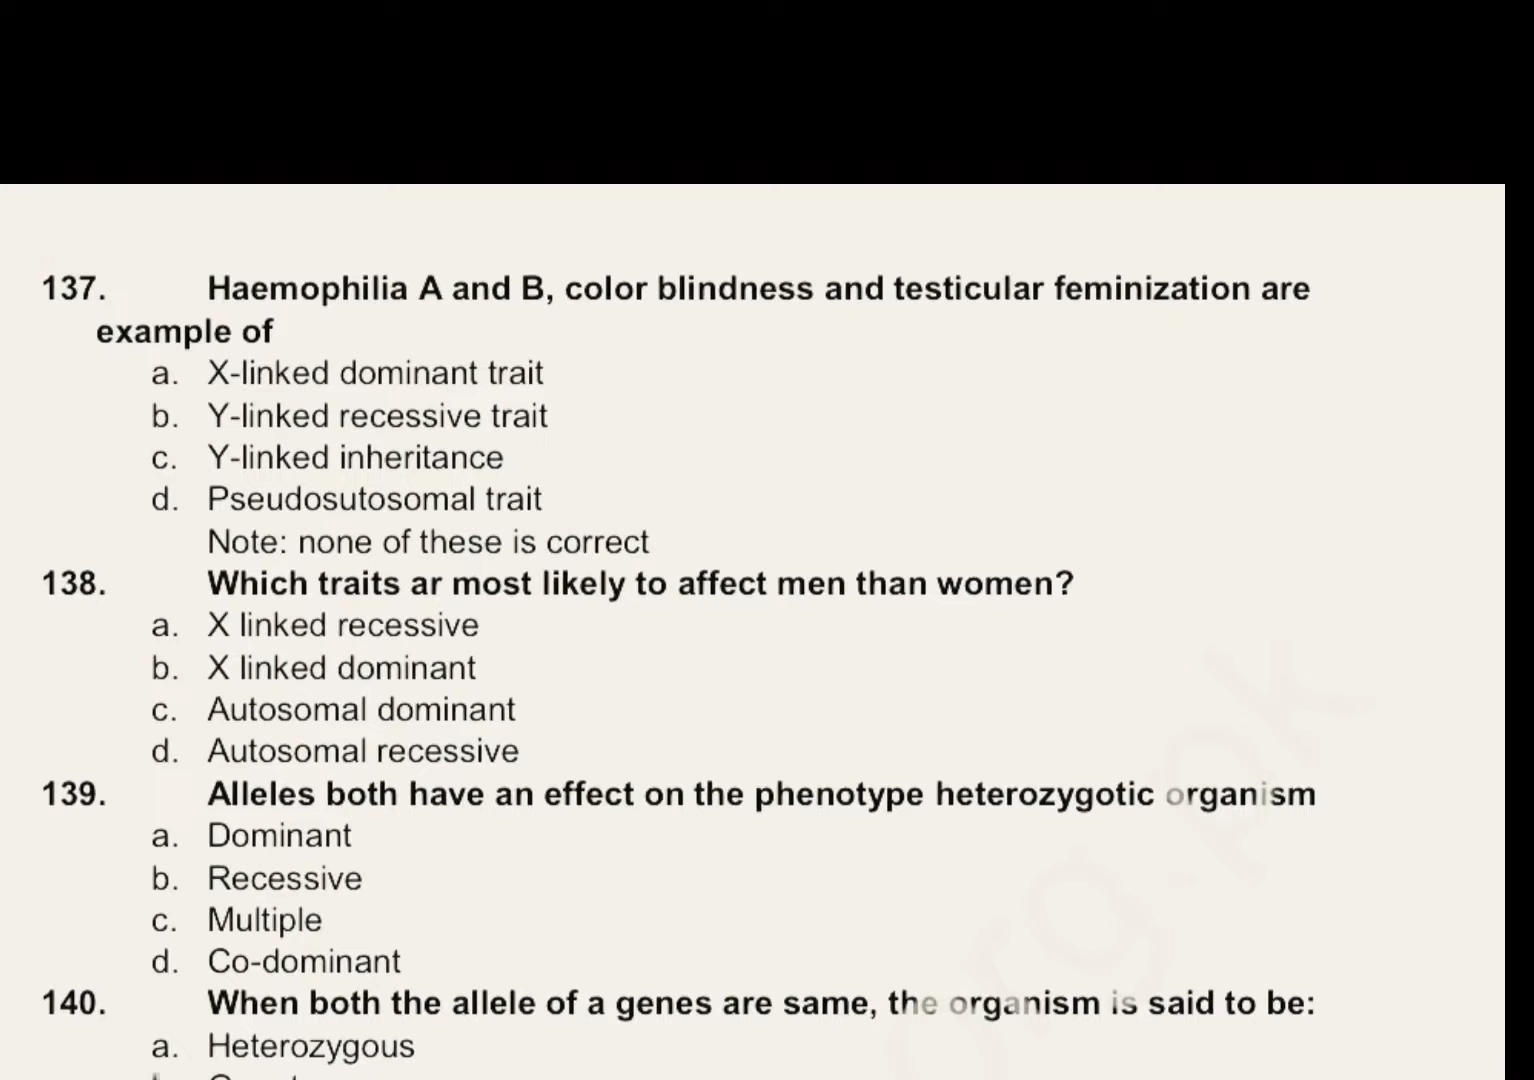 137. Haemophilia A and B, color blindness and testicular feminization are
example of
a. X-linked dominant trait
b. Y-linked recessive trait
c. Y-linked inheritance
d. Pseudosutosomal trait
Note: none of these is correct
138. Which traits ar most likely to affect men than women?
a. X linked recessive
b. X linked dominant
c. Autosomal dominant
d. Autosomal recessive
139. Alleles both have an effect on the phenotype heterozygotic organism
a. Dominant
b. Recessive
c. Multiple
d. Co-dominant
140. When both the allele of a genes are same, the organism is said to be:
a. Heterozygous
org.pk